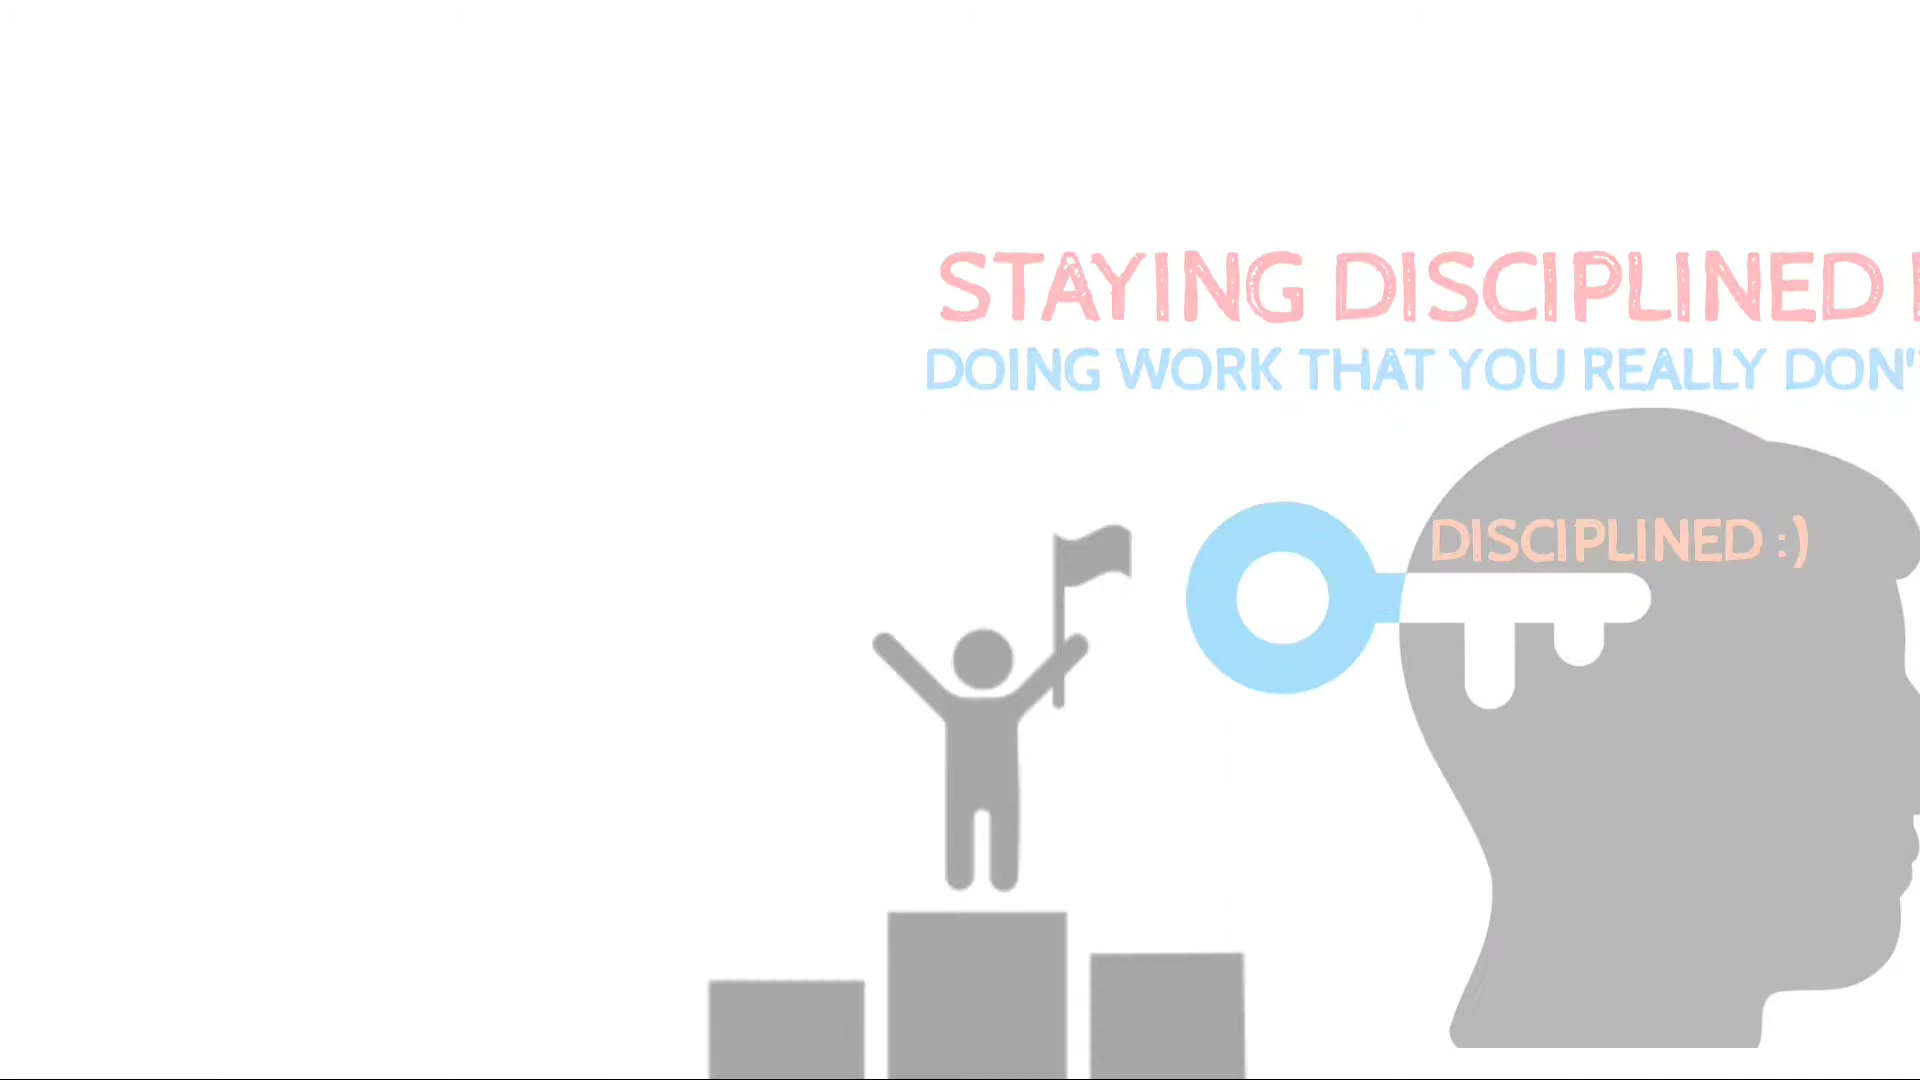 STAYING DISCIPLINED
DOING WORK THAT YOU REALLY DON'
DISCIPLINED :)